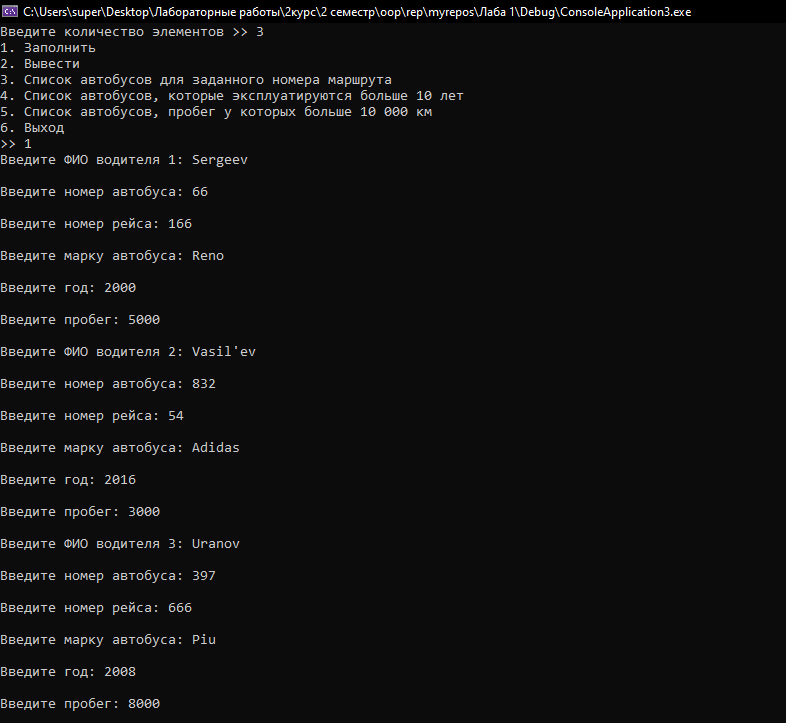 C:\Users\super\Desktop\Лабораторные работы\2курс\2 семестр\oop\rep\myrepos\Лаба 1\Debug\ConsoleApplication3.exe
Введите количество элементов >> 3
1. Заполнить
2. Вывести
3. Список автобусов для заданного номера маршрута
4. Список автобусов, которые эксплуатируются больше 10 лет
5. Список автобусов, пробег у которых больше 10 000 км
6. Выход
>> 1
Введите ФИО водителя 1: Sergeev
Введите номер автобуса: 66
Введите номер рейса: 166
Введите марку автобуса: Reno
Введите год: 2000
Введите пробег: 5000
Введите ФИО водителя 2: Vasil'ev
Введите номер автобуса: 832
Введите номер рейса: 54
Введите марку автобуса: Adidas
Введите год: 2016
Введите пробег: 3000
Введите ФИО водителя 3: Uranov
Введите номер автобуса: 397
Введите номер рейса: 666
Введите марку автобуса: Piu
Введите год: 2008
Введите пробег: 8000